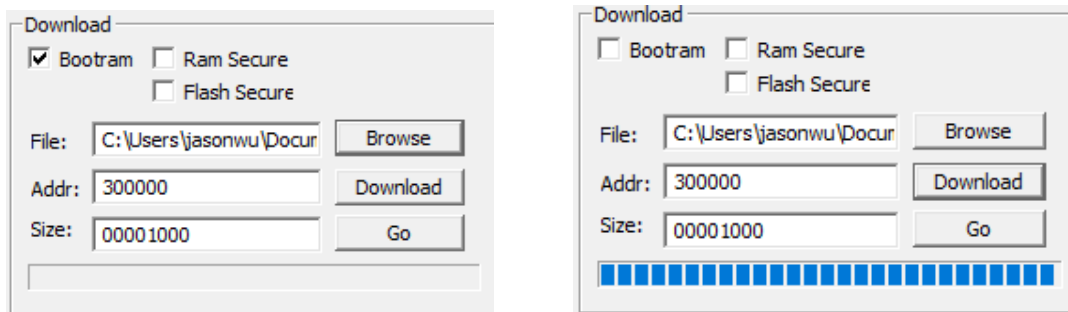 Download
Bootram Ram Secure
Flash Secure
File: C:\Users\jasonwu\Docur Browse
Addr: 300000 Download
Size: 00001000 Go
Download
Bootram Ram Secure
Flash Secure
File: C:\Users\jasonwu\Docur Browse
Addr: 300000 Download
Size: 00001000 Go